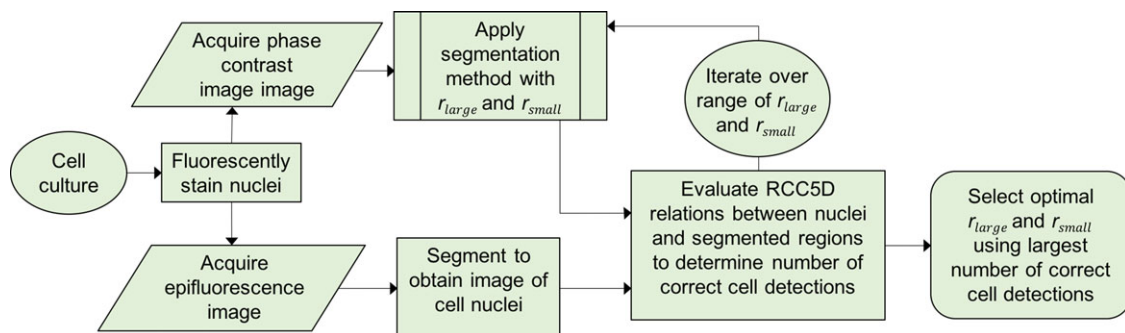 Cell
culture
Fluorescently
stain nuclei
Acquire phase
contrast
image image
Apply
segmentation
method with
r_large and r_small
Iterate over
range of r_large
and r_small
Acquire
epifluorescence
image
Segment to
obtain image of
cell nuclei
Evaluate RCC5D
relations between nuclei
and segmented regions
to determine number of
correct cell detections
Select optimal
r_large and r_small
using largest
number of correct
cell detections